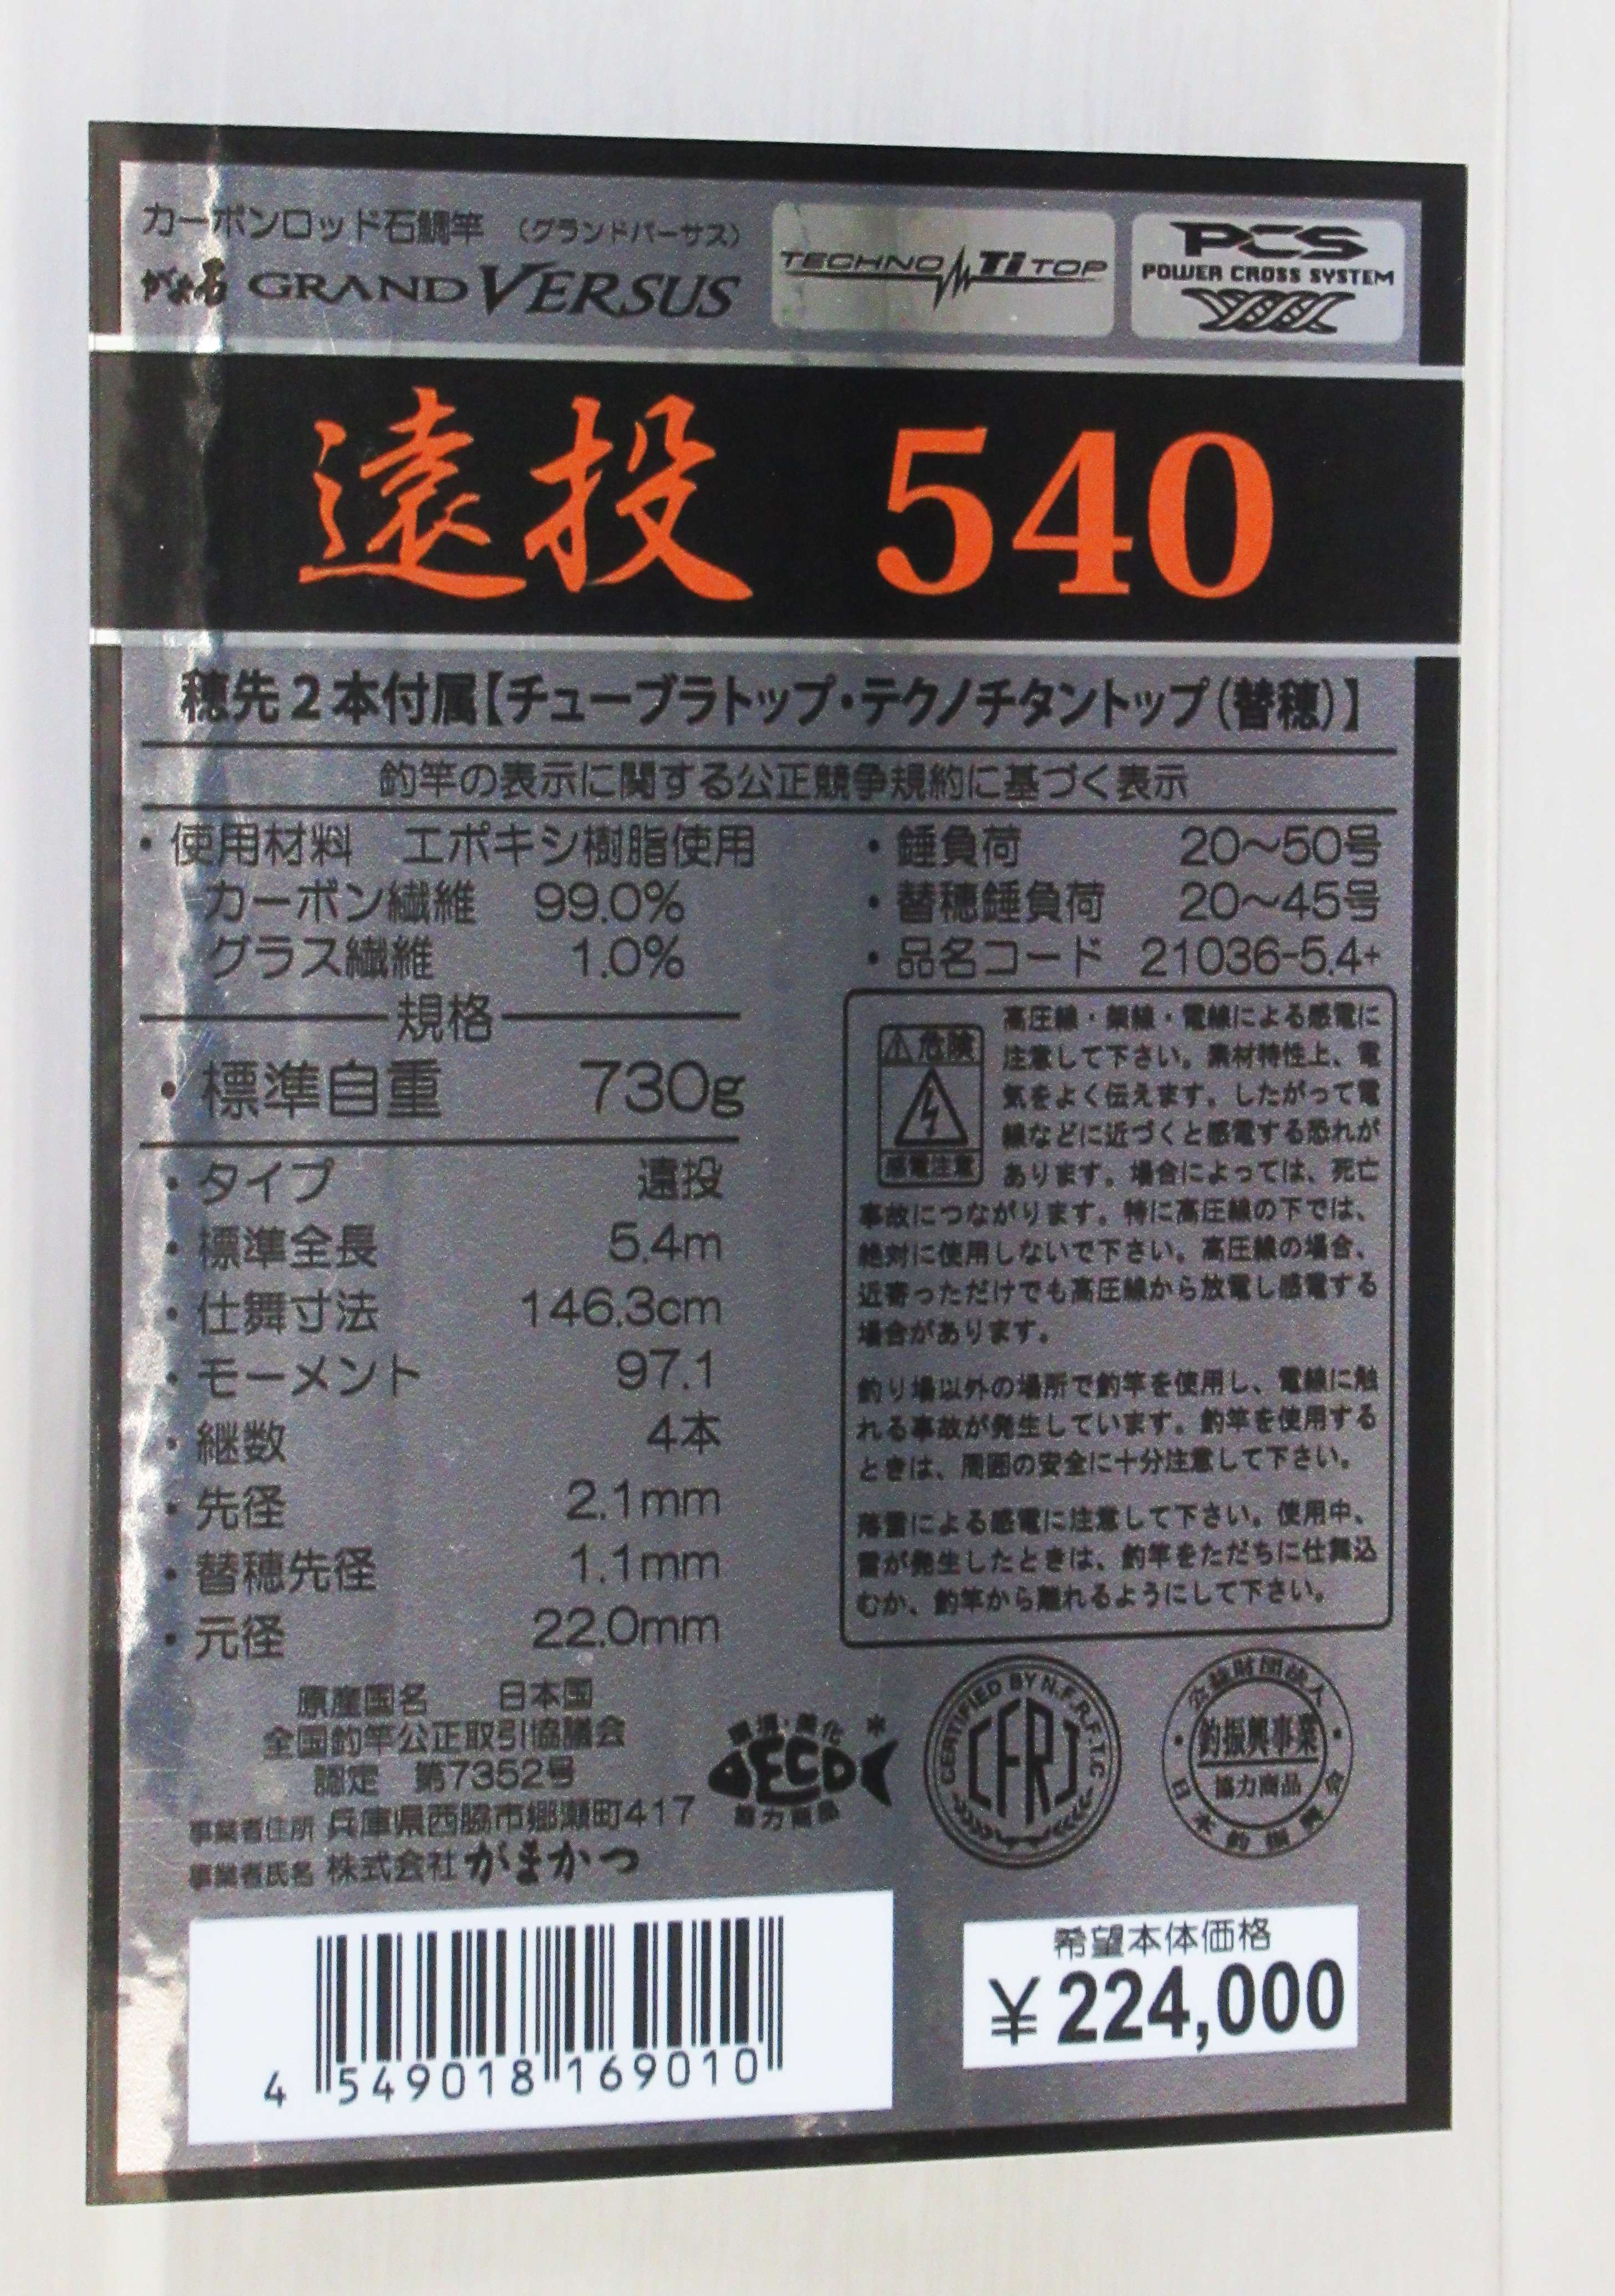 カーボンロッド石鯛竿 (グランドバーサス)
がま石 GRAND VERSUS
TECHNO Ti TOP
PCS
POWER CROSS SYSTEM
遠投 540
穂先2本付属【チューブラトップ・テクノチタントップ(替穂)】
釣竿の表示に関する公正競争規約に基づく表示
・使用材料 エポキシ樹脂使用
カーボン繊維 99.0%
グラス繊維 1.0%
規格
・標準自重 730g
・タイプ 遠投
・標準全長 5.4m
・仕舞寸法 146.3cm
・モーメント 97.1
・継数 4本
・先径 2.1mm
・替穂先径 1.1mm
・元径 22.0mm
・錘負荷 20〜50号
・替穂錘負荷 20〜45号
・品名コード 21036-5.4+
危険
感電注意
高圧線・架線・電線による感電に
注意して下さい。素材特性上、電
気をよく伝えます。したがって電
線などに近づくと感電する恐れが
あります。場合によっては、死亡
事故につながります。特に高圧線の下では、
絶対に使用しないで下さい。高圧線の場合、
近寄っただけでも高圧線から放電し感電する
場合があります。
釣り場以外の場所で釣竿を使用し、電線に触
れる事故が発生しています。釣竿を使用する
ときは、周囲の安全に十分注意して下さい。
落雷による感電に注意して下さい。使用中、
雷が発生したときは、釣竿をただちに仕舞込
むか、釣竿から離れるようにして下さい。
原産国名 日本国
全国釣竿公正取引協議会
認定 第7352号
事業者住所 兵庫県西脇市郷瀬町417
事業者氏名 株式会社がまかつ
環境・美化
ECO
協力商品
CERTIFIED BY N.F.R.F.T.C
CFRJ
公益財団法人
釣振興事業
協力商品
日本釣振興会
4 549018 169010
希望本体価格
¥224,000